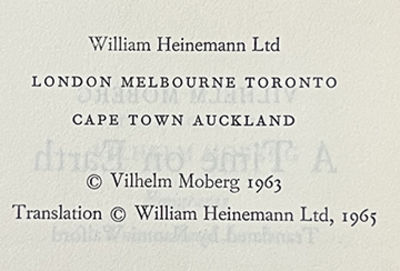 William Heinemann Ltd
LONDON MELBOURNE TORONTO
CAPE TOWN AUCKLAND
© Vilhelm Moberg 1963
Translation © William Heinemann Ltd, 1965